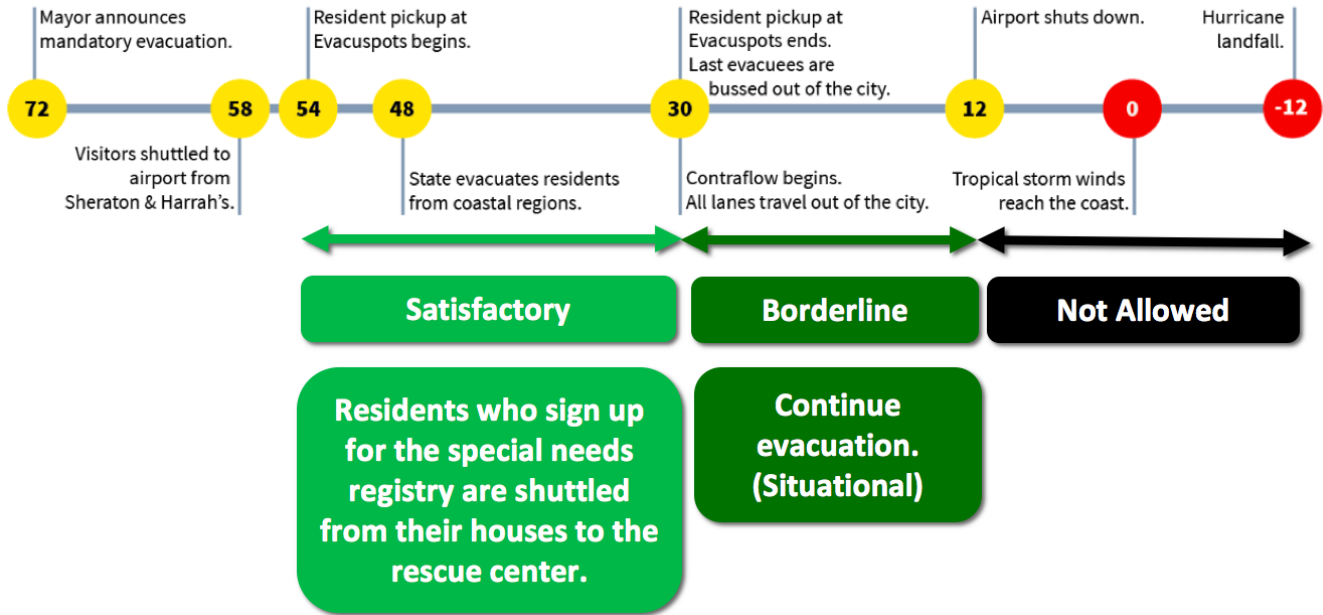 Mayor announces
mandatory evacuation.
Resident pickup at
Evacuspots begins.
Resident pickup at
Evacuspots ends.
Last evacuees are
bussed out of the city.
Airport shuts down.
Hurricane
landfall.
72
58
54
48
30
12
0
-12
Visitors shuttled to
airport from
Sheraton & Harrah's.
State evacuates residents
from coastal regions.
Contraflow begins.
All lanes travel out of the city.
Tropical storm winds
reach the coast.
Satisfactory
Borderline
Not Allowed
Residents who sign up
for the special needs
registry are shuttled
from their houses to the
rescue center.
Continue
evacuation.
(Situational)